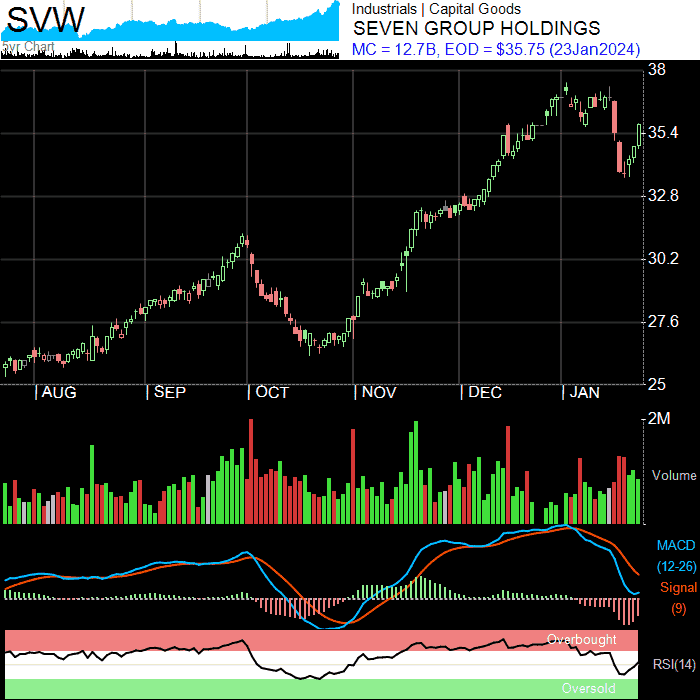 SVW
5yr Chart
Industrials | Capital Goods
SEVEN GROUP HOLDINGS
MC = 12.7B, EOD = $35.75 (23Jan2024)
38
35.4
32.8
30.2
27.6
25
| AUG | SEP | OCT | NOV | DEC | JAN
2M
Volume
MACD
(12-26)
Signal
(9)
Overbought
RSI(14)
Oversold